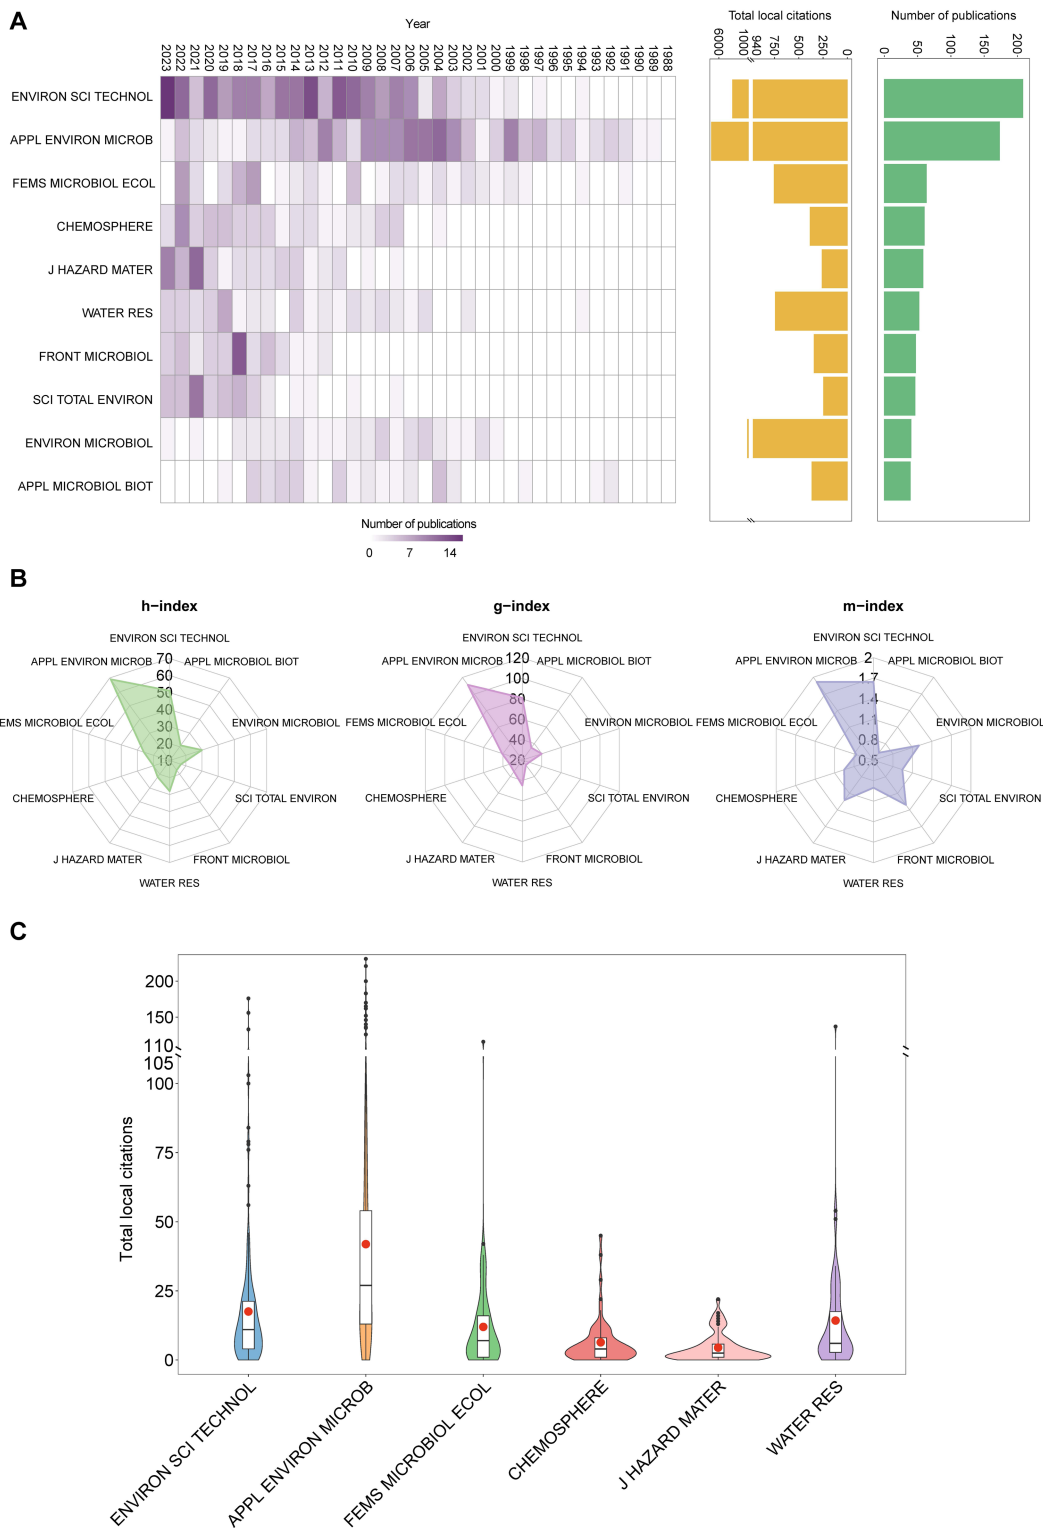 A
Year
2023 2022 2021 2020 2019 2018 2017 2016 2015 2014 2013 2012 2011 2010 2009 2008 2007 2006 2005 2004 2003 2002 2001 2000 1999 1998 1997 1996 1995 1994 1993 1992 1991 1990 1989 1988
ENVIRON SCI TECHNOL
APPL ENVIRON MICROB
FEMS MICROBIOL ECOL
CHEMOSPHERE
J HAZARD MATER
WATER RES
FRONT MICROBIOL
SCI TOTAL ENVIRON
ENVIRON MICROBIOL
APPL MICROBIOL BIOT
Number of publications
0 7 14
Total local citations
6000 1000 940 750 500 250 0
Number of publications
0 50 100 150 200
B
h−index
ENVIRON SCI TECHNOL
APPL ENVIRON MICROB
APPL MICROBIOL BIOT
EMS MICROBIOL ECOL
ENVIRON MICROBIOL
CHEMOSPHERE
SCI TOTAL ENVIRON
J HAZARD MATER
FRONT MICROBIOL
WATER RES
70
60
50
40
30
20
10
g−index
ENVIRON SCI TECHNOL
APPL ENVIRON MICROB
APPL MICROBIOL BIOT
FEMS MICROBIOL ECOL
ENVIRON MICROBIOL
CHEMOSPHERE
SCI TOTAL ENVIRON
J HAZARD MATER
FRONT MICROBIOL
WATER RES
120
100
80
60
40
20
m−index
ENVIRON SCI TECHNOL
APPL ENVIRON MICROB
APPL MICROBIOL BIOT
FEMS MICROBIOL ECOL
ENVIRON MICROBIOL
CHEMOSPHERE
SCI TOTAL ENVIRON
J HAZARD MATER
FRONT MICROBIOL
WATER RES
2
1.7
1.4
1.1
0.8
0.5
C
Total local citations
200
150
110
105
100
75
50
25
0
ENVIRON SCI TECHNOL
APPL ENVIRON MICROB
FEMS MICROBIOL ECOL
CHEMOSPHERE
J HAZARD MATER
WATER RES